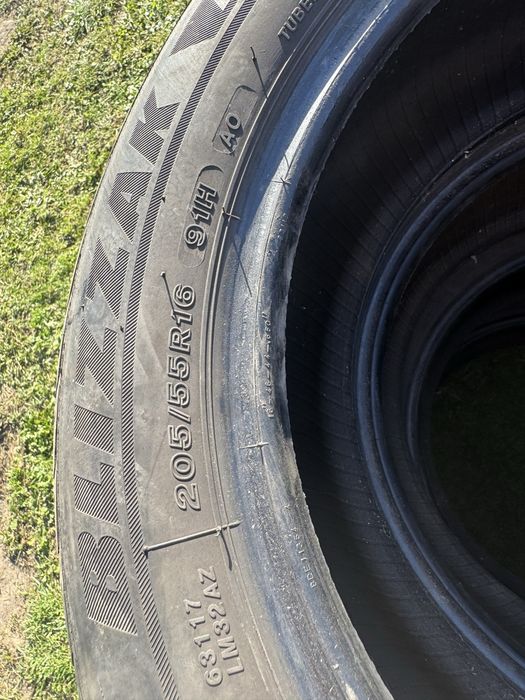 BLIZZAK
205/55R16 91H AO
TUBE
63117
LM32AZ